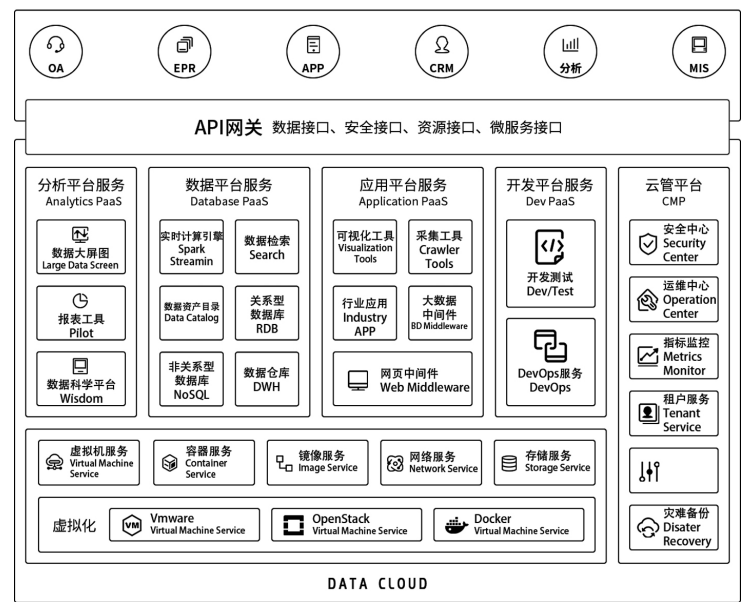 OA
EPR
APP
CRM
分析
MIS
API网关 数据接口、安全接口、资源接口、微服务接口
分析平台服务
Analytics PaaS
数据大屏图
Large Data Screen
报表工具
Pilot
数据科学平台
Wisdom
数据平台服务
Database PaaS
实时计算引擎
Spark
Streamin
数据检索
Search
数据资产目录
Data Catalog
关系型
数据库
RDB
非关系型
数据库
NoSQL
数据仓库
DWH
应用平台服务
Application PaaS
可视化工具
Visualization
Tools
采集工具
Crawler
Tools
行业应用
Industry
APP
大数据
中间件
BD Middleware
网页中间件
Web Middleware
开发平台服务
Dev PaaS
开发测试
Dev/Test
DevOps服务
DevOps
云管平台
CMP
安全中心
Security
Center
运维中心
Operation
Center
指标监控
Metrics
Monitor
租户服务
Tenant
Service
灾难备份
Disater
Recovery
虚拟机服务
Virtual Machine
Service
容器服务
Container
Service
镜像服务
Image Service
网络服务
Network Service
存储服务
Storage Service
虚拟化
VM
Vmware
Virtual Machine Service
OpenStack
Virtual Machine Service
Docker
Virtual Machine Service
DATA CLOUD